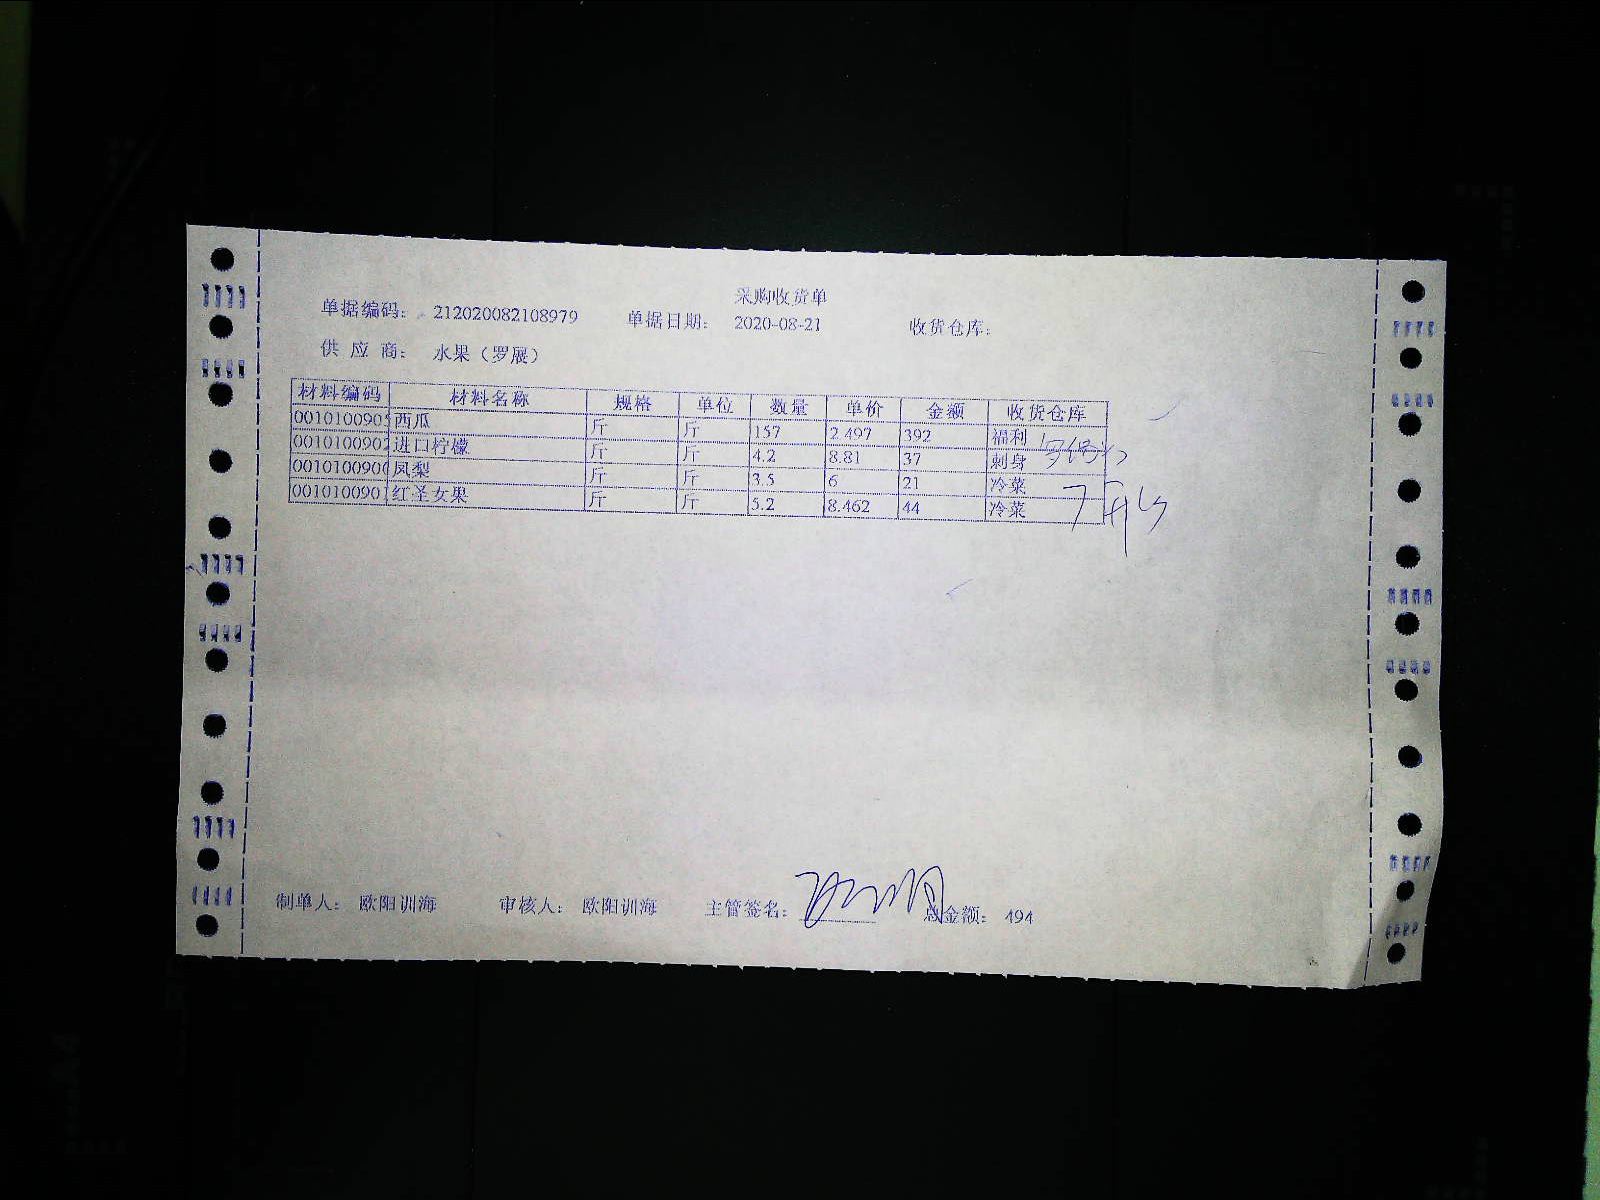 采购收货单
单据编码： 212020082108979 单据日期： 2020-08-21 收货仓库：
供 应 商： 水果（罗展）
材料编码 材料名称 规格 单位 数量 单价 金额 收货仓库
0010100905 西瓜 斤 斤 157 2.497 392 福利
0010100902 进口柠檬 斤 斤 4.2 8.81 37 刺身
001010090 凤梨 斤 斤 3.5 6 21 冷菜
001010090 红圣女果 斤 斤 5.2 8.462 44 冷菜
制单人： 欧阳训海 审核人： 欧阳训海 主管签名： 总金额： 494